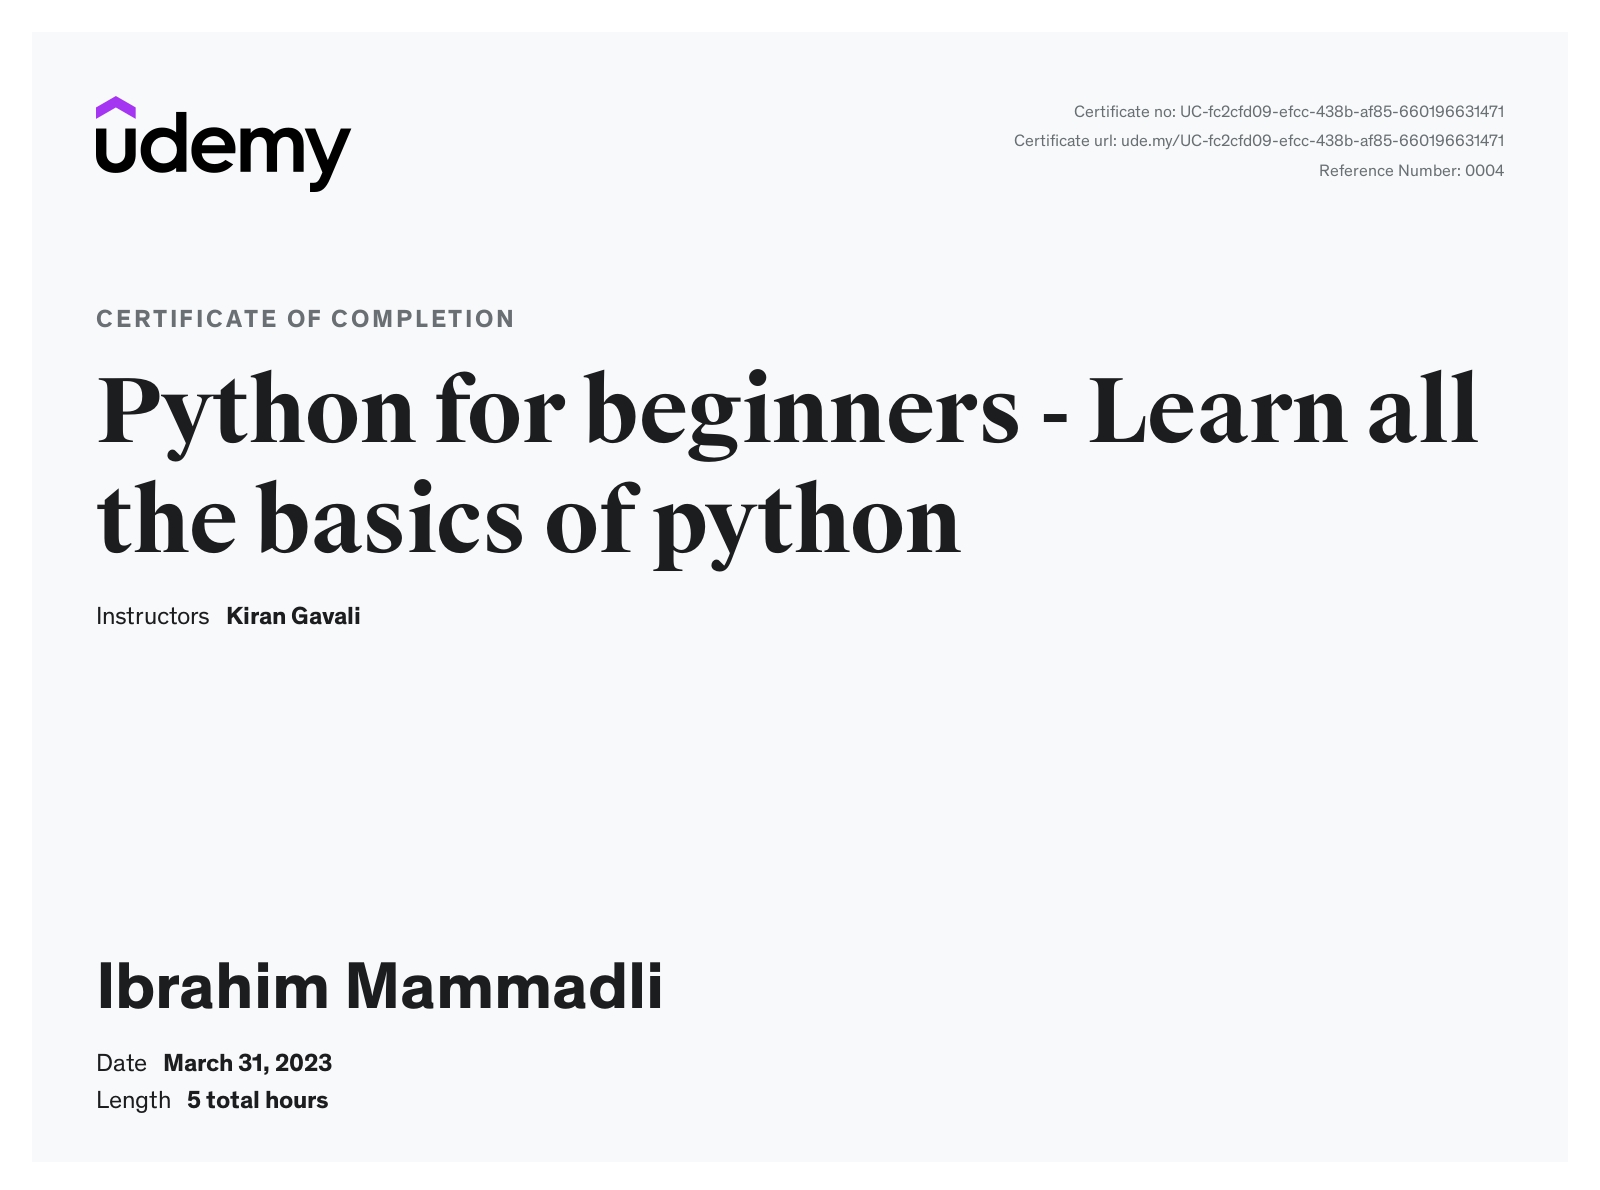 udemy
Certificate no: UC-fc2cfd09-efcc-438b-af85-660196631471
Certificate url: ude.my/UC-fc2cfd09-efcc-438b-af85-660196631471
Reference Number: 0004
CERTIFICATE OF COMPLETION
Python for beginners - Learn all
the basics of python
Instructors Kiran Gavali
Ibrahim Mammadli
Date March 31, 2023
Length 5 total hours